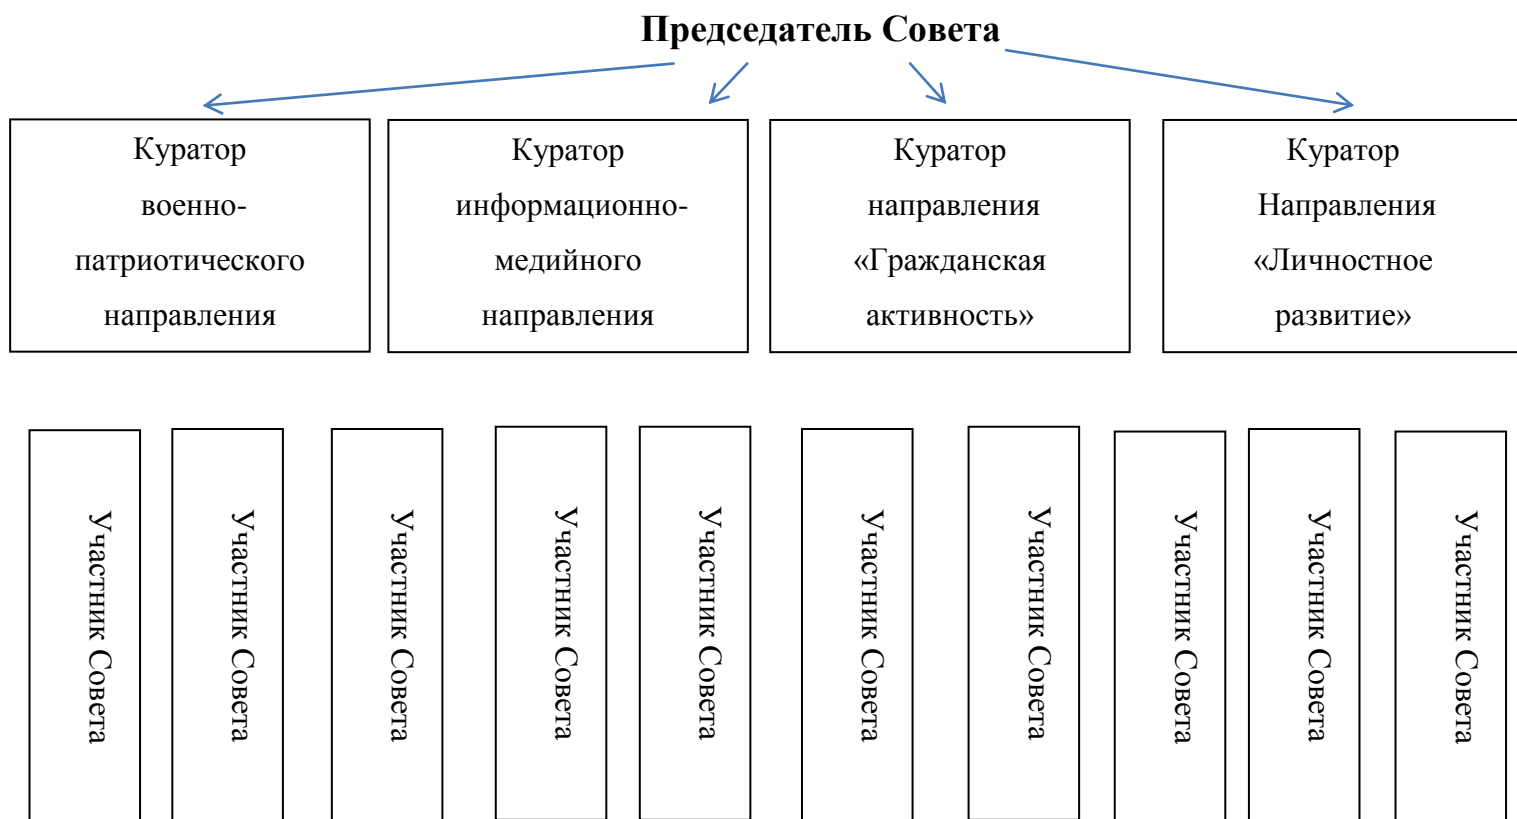 Председатель Совета
Куратор
военно-
патриотического
направления
Куратор
информационно-
медийного
направления
Куратор
направления
«Гражданская
активность»
Куратор
Направления
«Личностное
развитие»
Участник Совета
Участник Совета
Участник Совета
Участник Совета
Участник Совета
Участник Совета
Участник Совета
Участник Совета
Участник Совета
Участник Совета